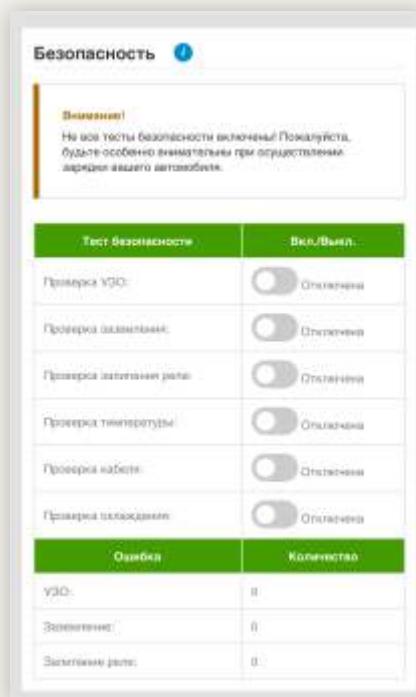 Безопасность
Внимание!
Не все тесты безопасности включены! Пожалуйста,
будьте особенно внимательны при осуществлении
зарядки вашего автомобиля.
Тест безопасности Вкл./Выкл.
Проверка УЗО: Отключена
Проверка заземления: Отключена
Проверка залипания реле: Отключена
Проверка температуры: Отключена
Проверка кабеля: Отключена
Проверка охлаждения: Отключена
Ошибка Количество
УЗО: 0
Заземление: 0
Залипание реле: 0